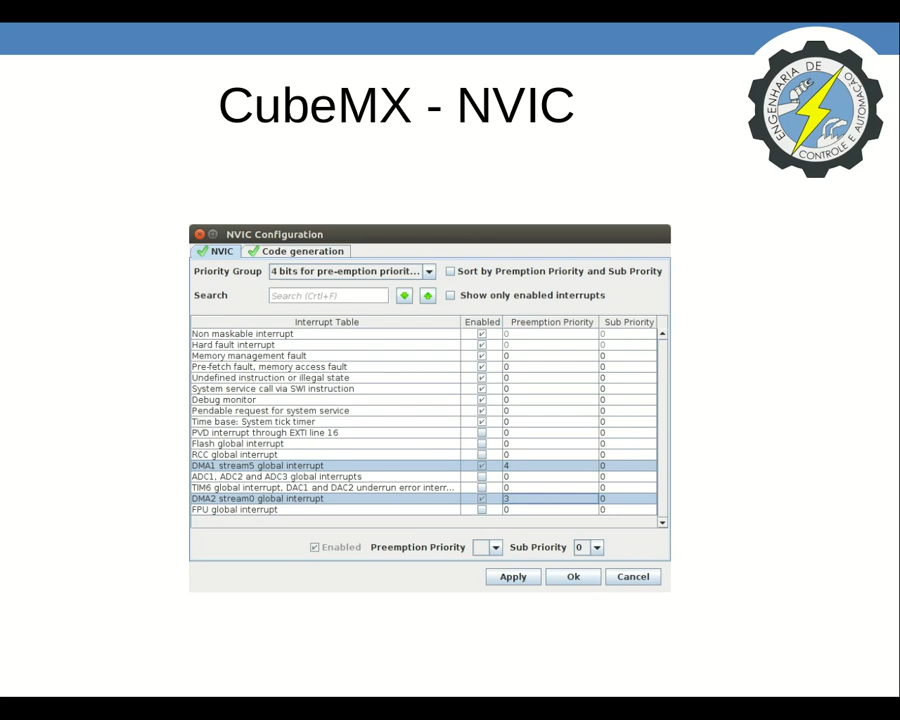 CubeMX - NVIC
ENGENHARIA DE
CONTROLE E AUTOMAÇÃO
NVIC Configuration
NVIC Code generation
Priority Group 4 bits for pre-emption priorit... Sort by Premption Priority and Sub Prority
Search Search (Crtl+F) Show only enabled interrupts
Interrupt Table Enabled Preemption Priority Sub Priority
Non maskable interrupt 0 0
Hard fault interrupt 0 0
Memory management fault 0 0
Pre-fetch fault, memory access fault 0 0
Undefined instruction or illegal state 0 0
System service call via SWI instruction 0 0
Debug monitor 0 0
Pendable request for system service 0 0
Time base: System tick timer 0 0
PVD interrupt through EXTI line 16 0 0
Flash global interrupt 0 0
RCC global interrupt 0 0
DMA1 stream5 global interrupt 4 0
ADC1, ADC2 and ADC3 global interrupts 0 0
TIM6 global interrupt, DAC1 and DAC2 underrun error interr... 0 0
DMA2 stream0 global interrupt 3 0
FPU global interrupt 0 0
Enabled Preemption Priority Sub Priority 0
Apply Ok Cancel